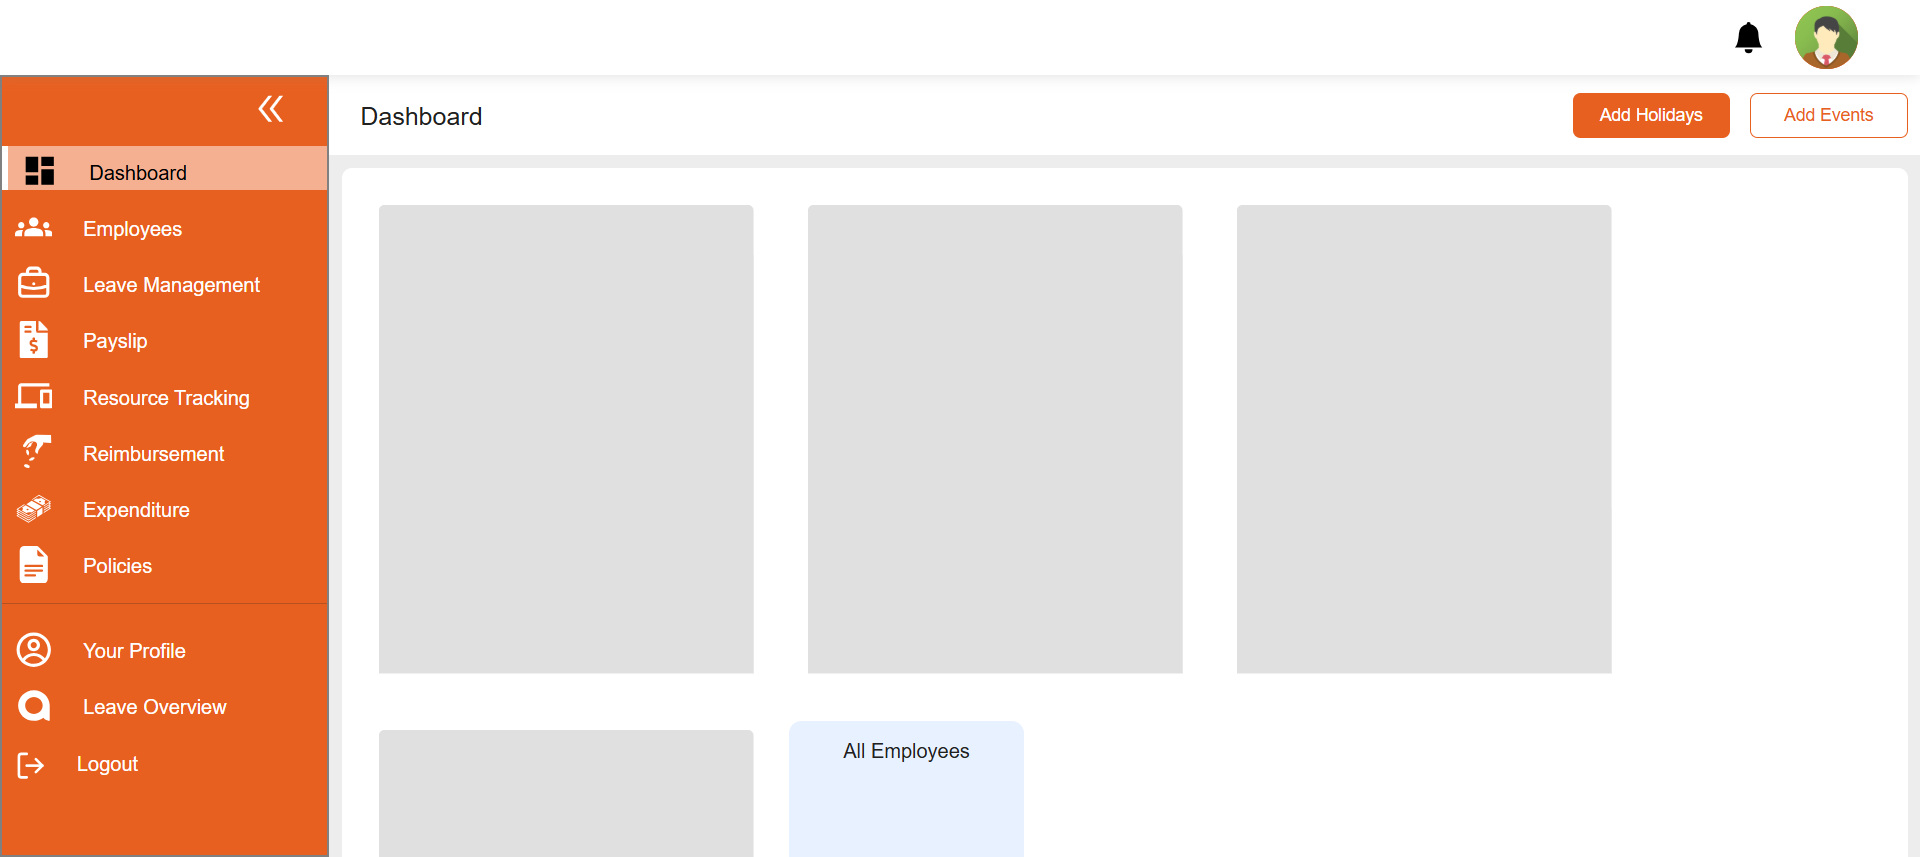 Dashboard
Add Holidays
Add Events
Dashboard
Employees
Leave Management
Payslip
Resource Tracking
Reimbursement
Expenditure
Policies
Your Profile
Leave Overview
Logout
All Employees